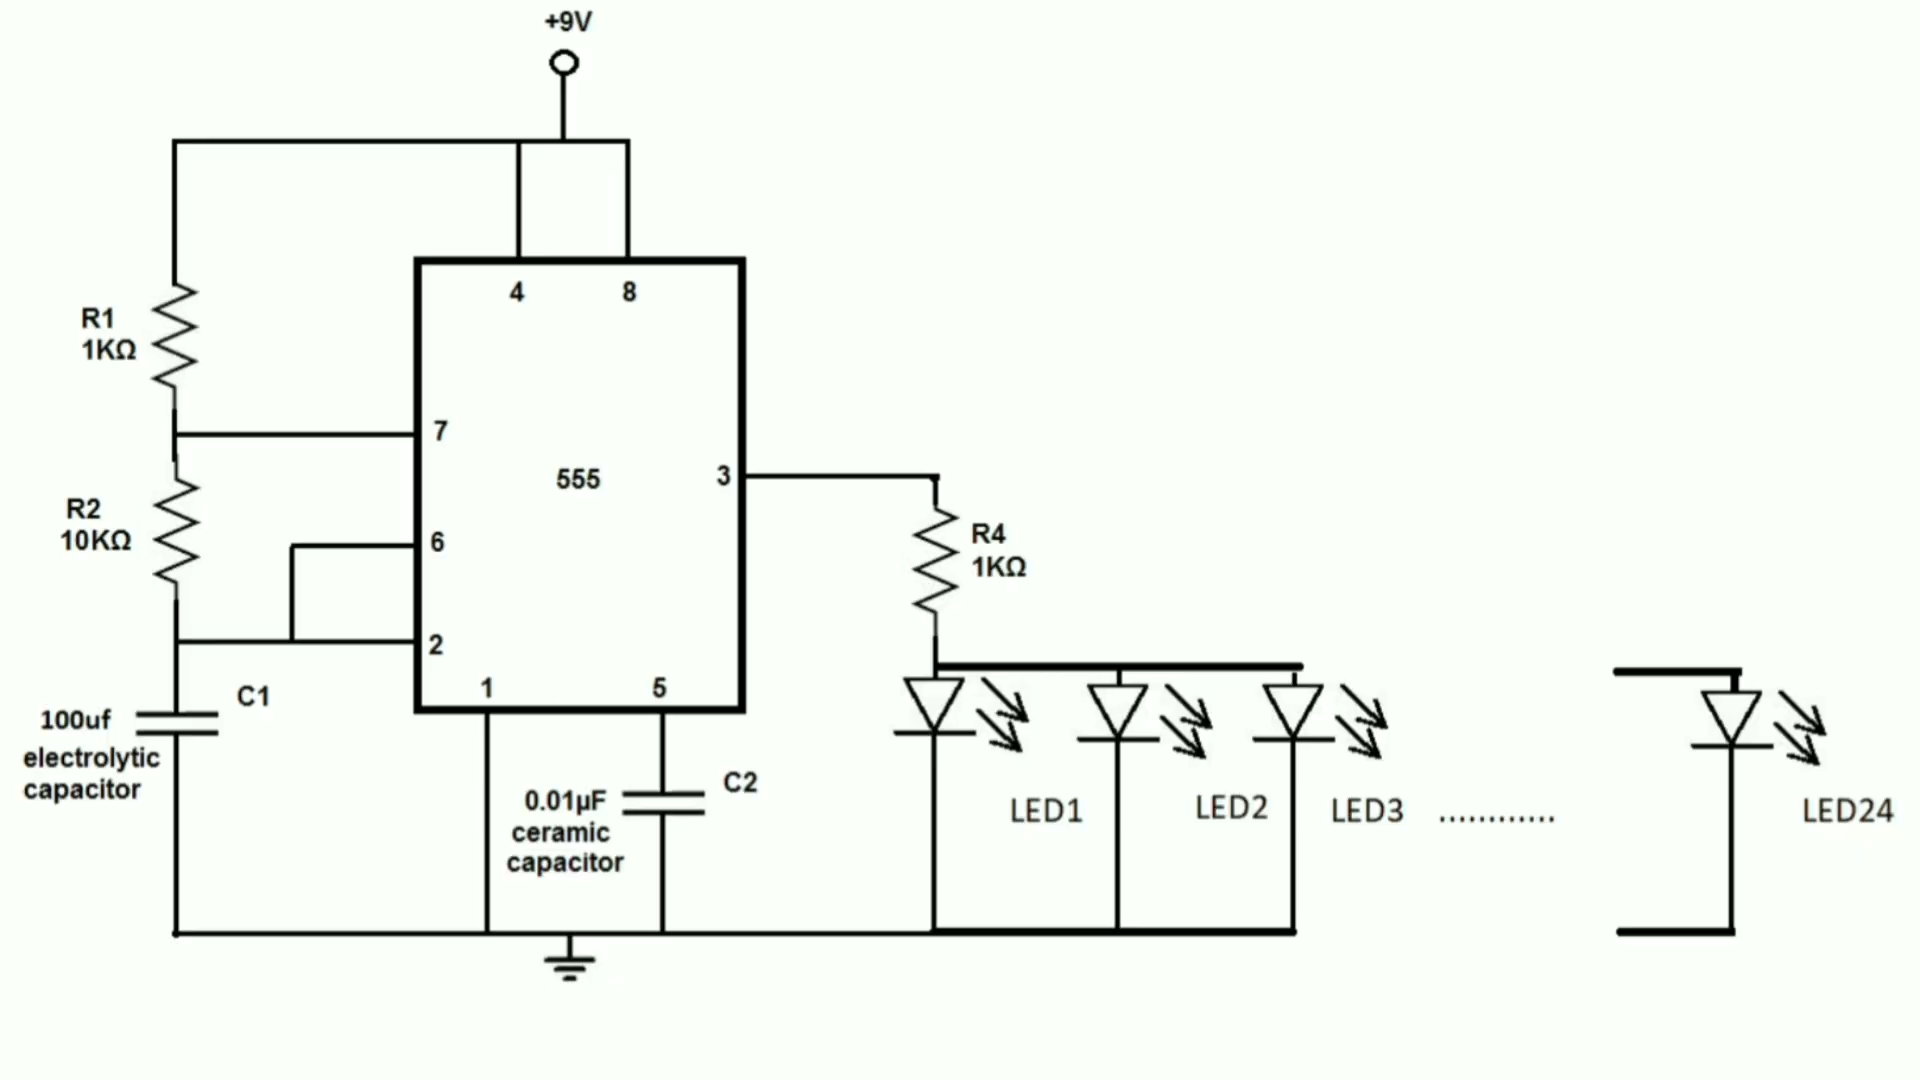 +9V
4
8
R1
1KΩ
7
555
3
R2
10KΩ
6
R4
1KΩ
2
1
5
C1
100uf
electrolytic
capacitor
C2
0.01µF
ceramic
capacitor
LED1
LED2
LED3
............
LED24